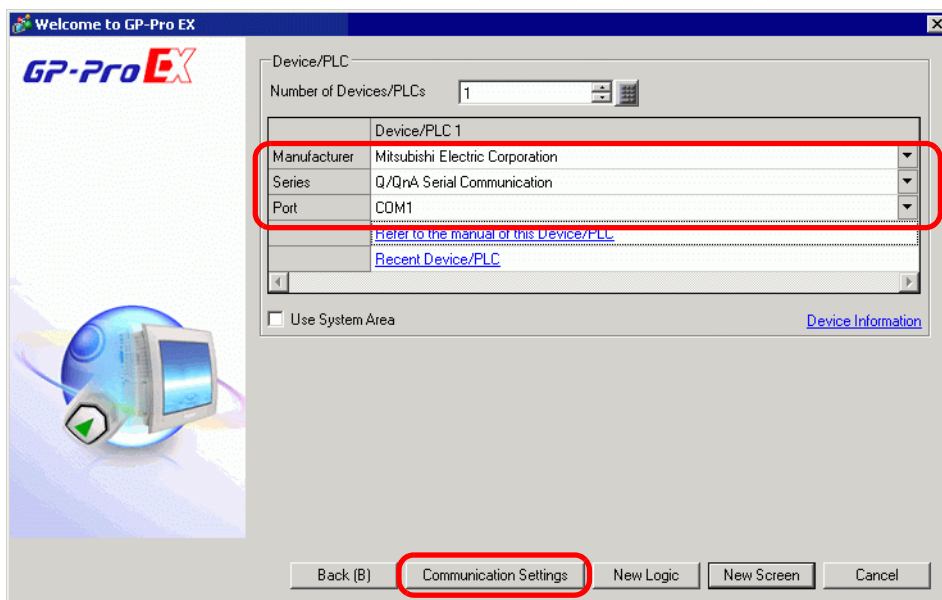 Welcome to GP-Pro EX
GP-Pro EX
Device/PLC
Number of Devices/PLCs 1
Device/PLC 1
Manufacturer Mitsubishi Electric Corporation
Series Q/QnA Serial Communication
Port COM1
Refer to the manual of this Device/PLC
Recent Device/PLC
Use System Area Device Information
Back (B) Communication Settings New Logic New Screen Cancel